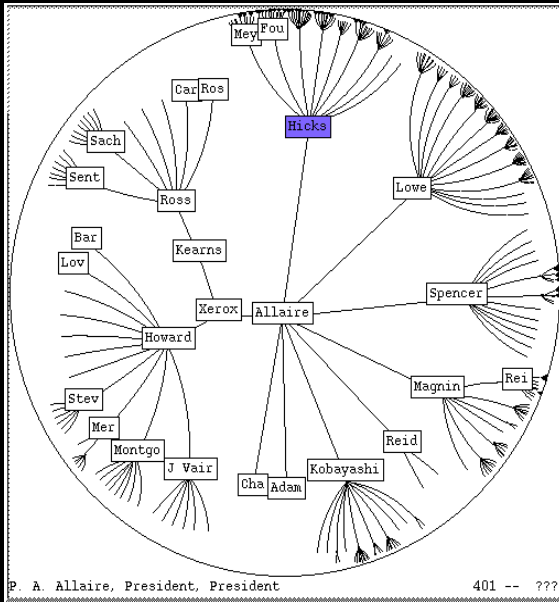 Mey
Fou
Car
Ros
Hicks
Sach
Sent
Ross
Lowe
Bar
Kearns
Lov
Spencer
Xerox
Allaire
Howard
Magnin
Rei
Stev
Mer
Reid
Montgo
J Vair
Kobayashi
Cha
Adam
P. A. Allaire, President, President
401 -- ???